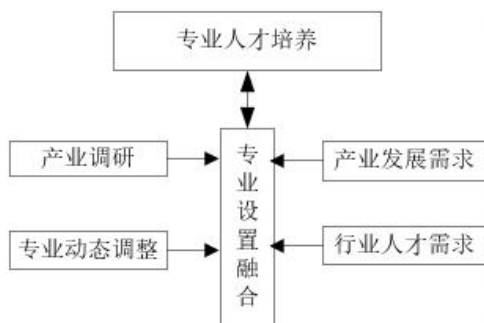 专业人才培养
产业调研
专业设置融合
产业发展需求
专业动态调整
行业人才需求